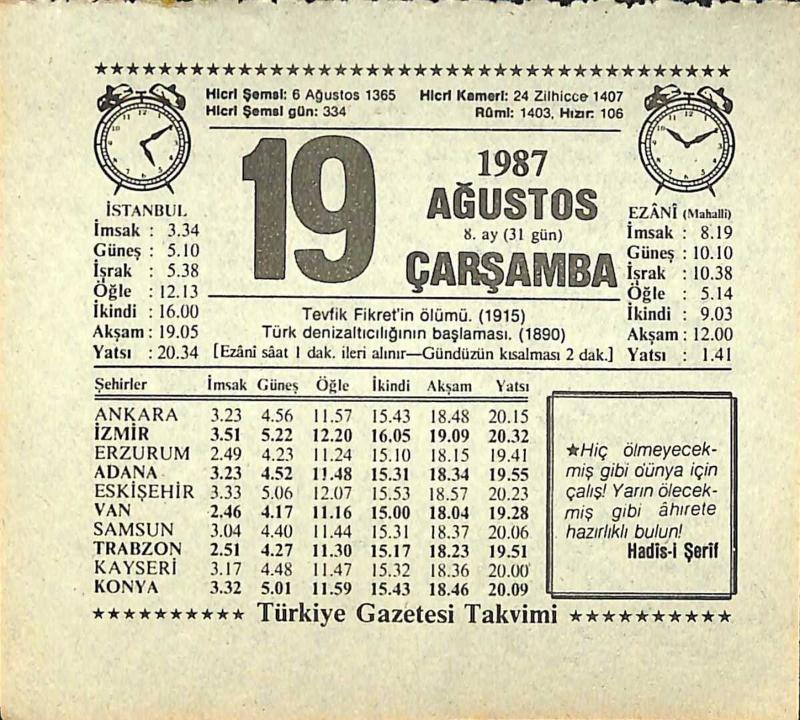 Hicrî Şemsî: 6 Ağustos 1365 Hicrî Kamerî: 24 Zilhicce 1407
Hicrî Şemsî gün: 334 Rûmî: 1403, Hızır: 106
19
1987
AĞUSTOS
8. ay (31 gün)
ÇARŞAMBA
İSTANBUL
İmsak : 3.34
Güneş : 5.10
İşrak : 5.38
Öğle : 12.13
İkindi : 16.00
Akşam : 19.05
Yatsı : 20.34
EZÂNÎ (Mahallî)
İmsak : 8.19
Güneş : 10.10
İşrak : 10.38
Öğle : 5.14
İkindi : 9.03
Akşam : 12.00
Yatsı : 1.41
Tevfik Fikret'in ölümü. (1915)
Türk denizaltıcılığının başlaması. (1890)
[Ezânî sâat 1 dak. ileri alınır—Gündüzün kısalması 2 dak.]
Şehirler İmsak Güneş Öğle İkindi Akşam Yatsı
ANKARA 3.23 4.56 11.57 15.43 18.48 20.15
İZMİR 3.51 5.22 12.20 16.05 19.09 20.32
ERZURUM 2.49 4.23 11.24 15.10 18.15 19.41
ADANA 3.23 4.52 11.48 15.31 18.34 19.55
ESKİŞEHİR 3.33 5.06 12.07 15.53 18.57 20.23
VAN 2.46 4.17 11.16 15.00 18.04 19.28
SAMSUN 3.04 4.40 11.44 15.31 18.37 20.06
TRABZON 2.51 4.27 11.30 15.17 18.23 19.51
KAYSERİ 3.17 4.48 11.47 15.32 18.36 20.00
KONYA 3.32 5.01 11.59 15.43 18.46 20.09
★Hiç ölmeyecek-
miş gibi dünya için
çalış! Yarın ölecek-
miş gibi âhırete
hazırlıklı bulun!
Hadîs-i Şerîf
Türkiye Gazetesi Takvimi